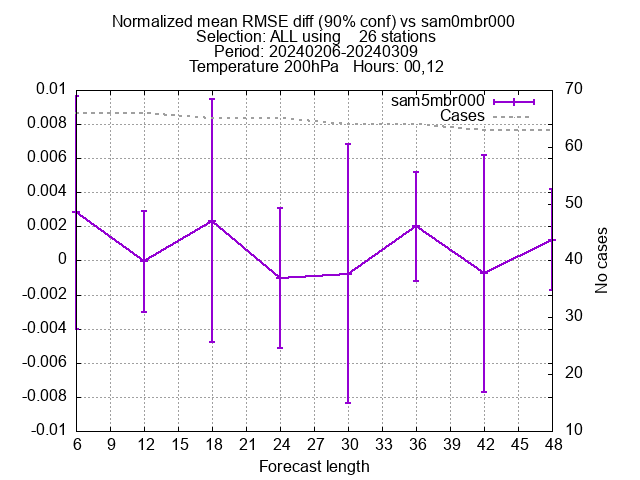 Normalized mean RMSE diff (90% conf) vs sam0mbr000
Selection: ALL using    26 stations
Period: 20240206-20240309
Temperature 200hPa   Hours: 00,12
sam5mbr000
Cases
0.01
0.008
0.006
0.004
0.002
0
-0.002
-0.004
-0.006
-0.008
-0.01
70
60
50
40
30
20
10
No cases
6 9 12 15 18 21 24 27 30 33 36 39 42 45 48
Forecast length